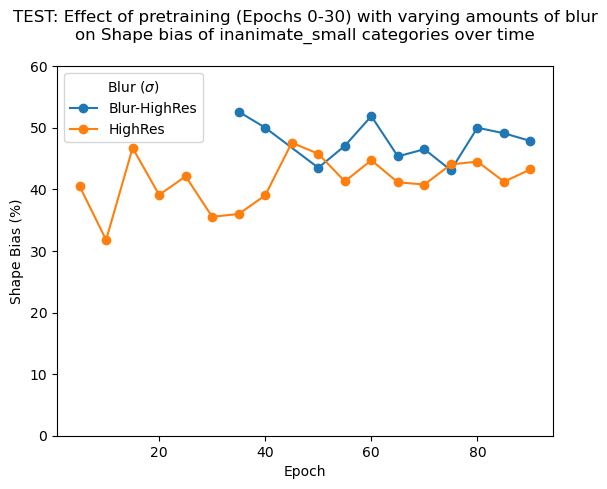 TEST: Effect of pretraining (Epochs 0-30) with varying amounts of blur
on Shape bias of inanimate_small categories over time
Blur (σ)
Blur-HighRes
HighRes
Shape Bias (%)
60
50
40
30
20
10
0
20 40 60 80
Epoch